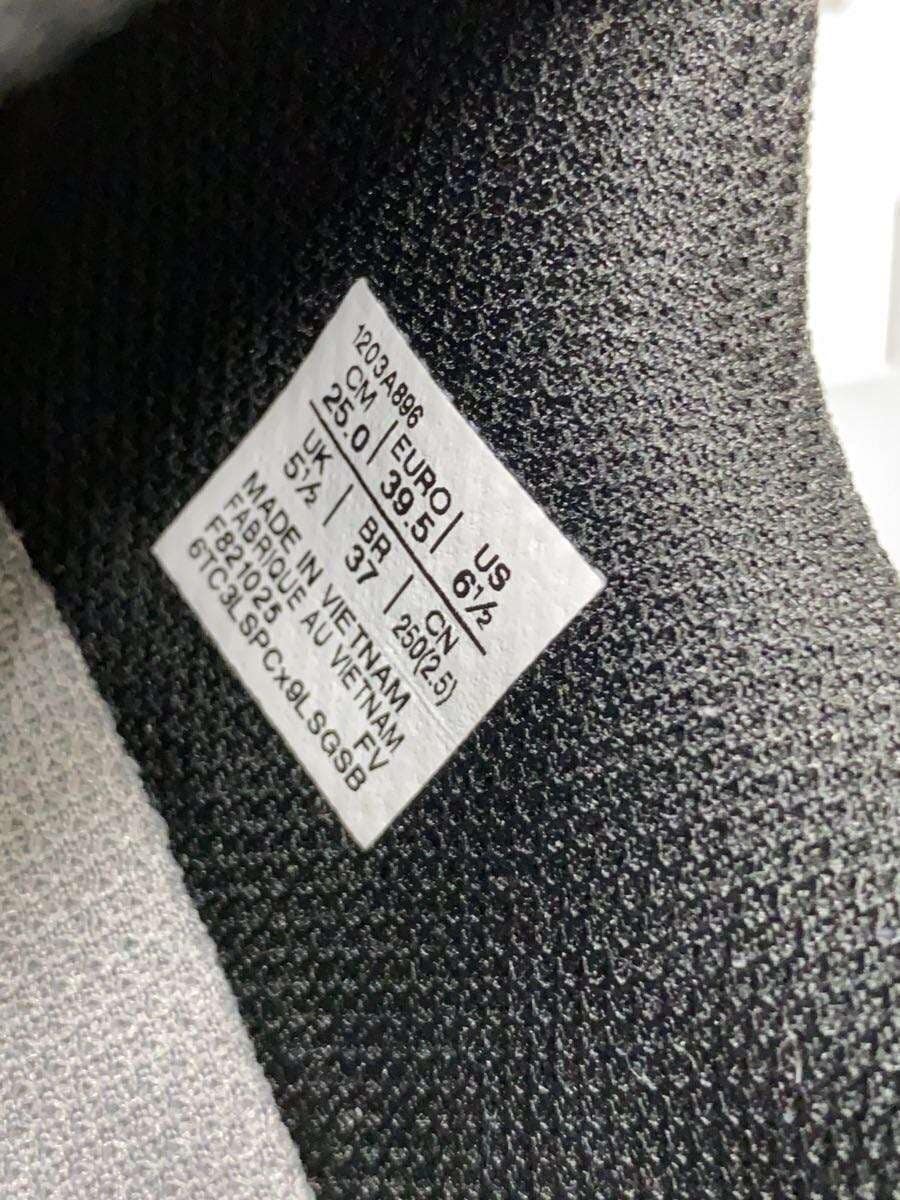 1203A896
CM | EURO | US
25.0 | 39.5 | 6½
UK | BR | CN
5½ | 37 | 250(2.5)
MADE IN VIETNAM
FABRIQUE AU VIETNAM
F821025 FV
6TC3LSPCx9LSGSB